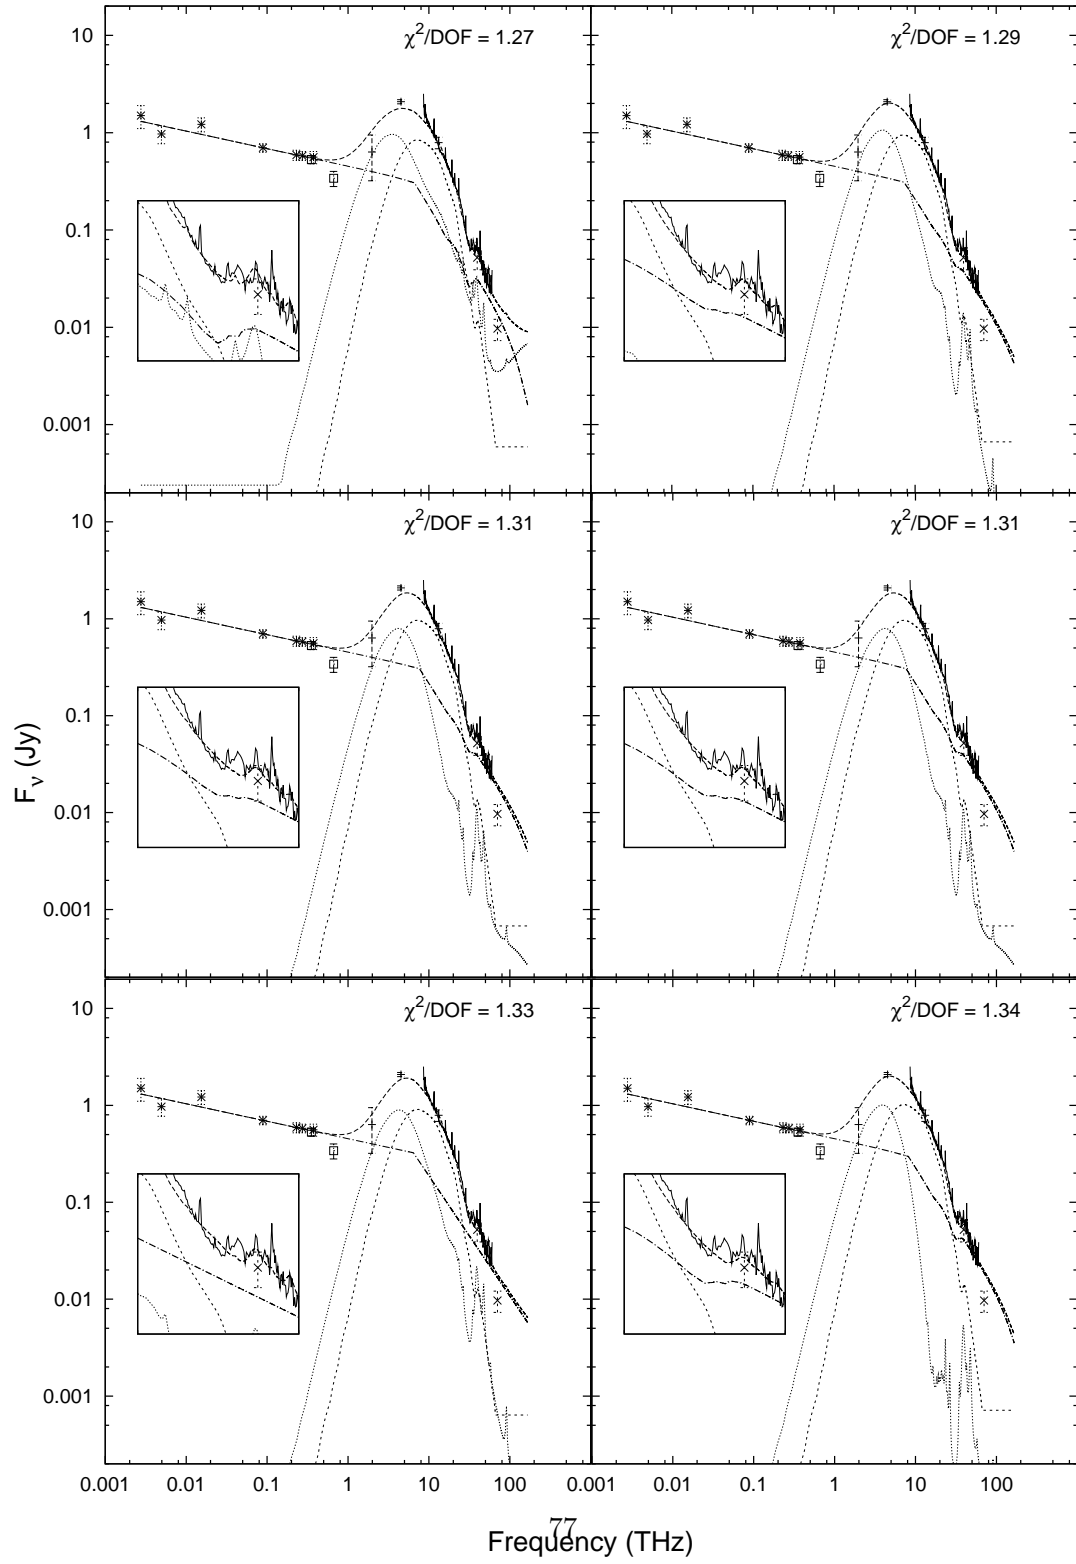 χ²/DOF = 1.27
χ²/DOF = 1.29
10
1
0.1
0.01
0.001
χ²/DOF = 1.31
χ²/DOF = 1.31
10
1
0.1
0.01
0.001
Fν (Jy)
χ²/DOF = 1.33
χ²/DOF = 1.34
10
1
0.1
0.01
0.001
0.001 0.01 0.1 1 10 100 0.001 0.01 0.1 1 10 100
77
Frequency (THz)